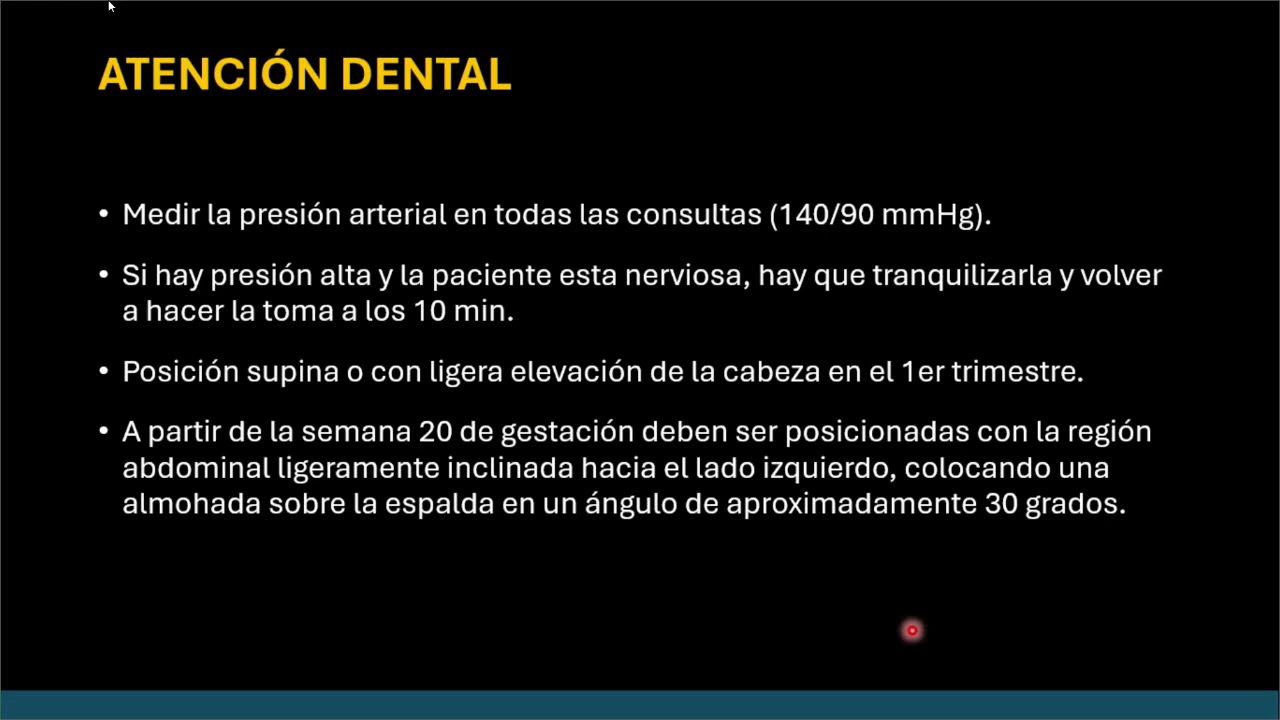 ATENCIÓN DENTAL
• Medir la presión arterial en todas las consultas (140/90 mmHg).
• Si hay presión alta y la paciente esta nerviosa, hay que tranquilizarla y volver
a hacer la toma a los 10 min.
• Posición supina o con ligera elevación de la cabeza en el 1er trimestre.
• A partir de la semana 20 de gestación deben ser posicionadas con la región
abdominal ligeramente inclinada hacia el lado izquierdo, colocando una
almohada sobre la espalda en un ángulo de aproximadamente 30 grados.